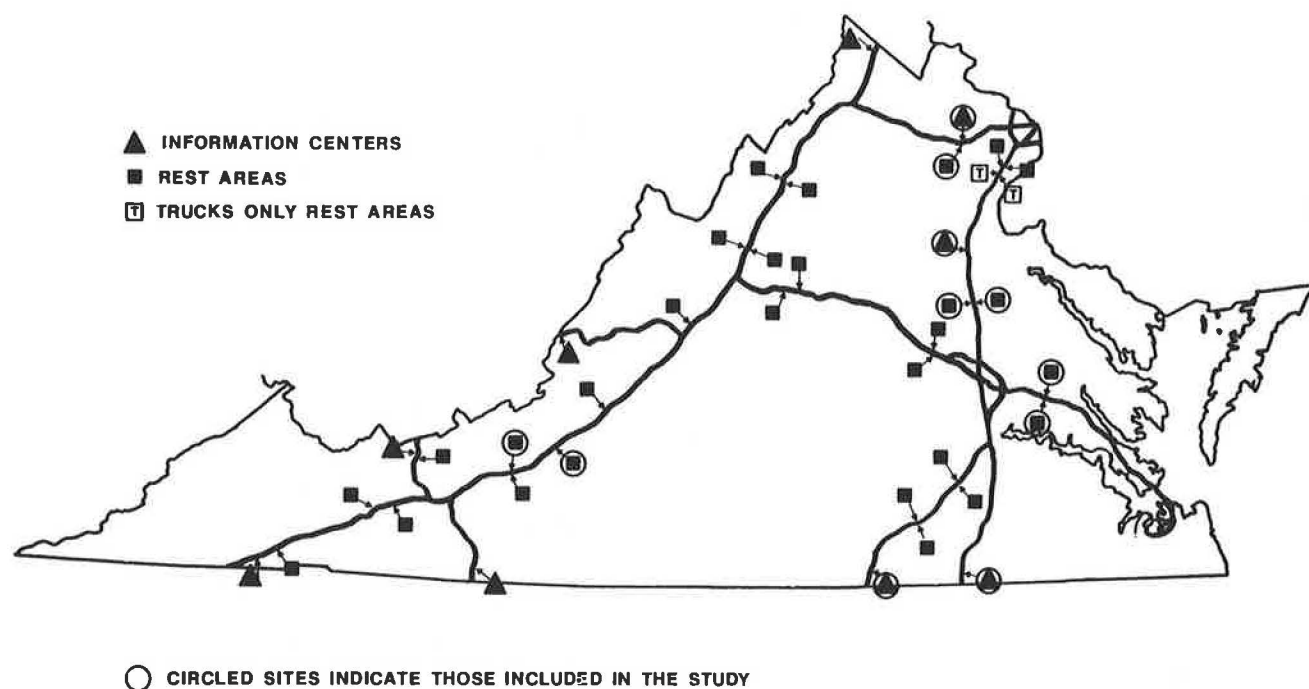 INFORMATION CENTERS
REST AREAS
T TRUCKS ONLY REST AREAS
T
T
CIRCLED SITES INDICATE THOSE INCLUDED IN THE STUDY